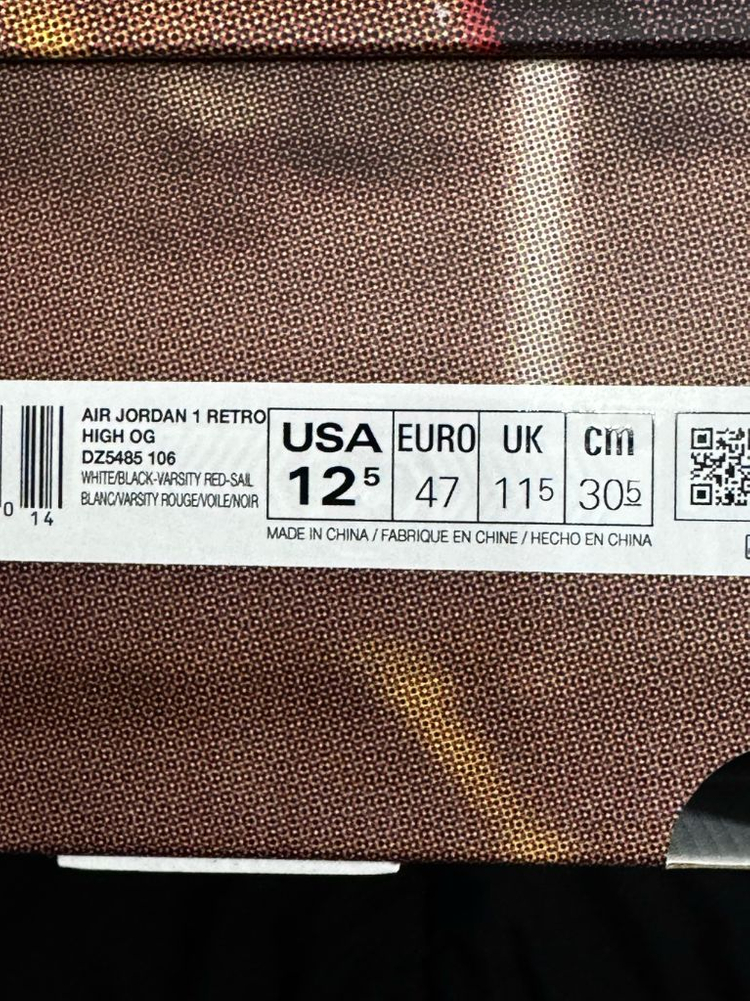 AIR JORDAN 1 RETRO
HIGH OG
DZ5485 106
WHITE/BLACK-VARSITY RED-SAIL
BLANC/VARSITY ROUGE/VOILE/NOIR
0 14
USA EURO UK cm
12⁵ 47 11⁵ 30⁵
MADE IN CHINA / FABRIQUE EN CHINE / HECHO EN CHINA